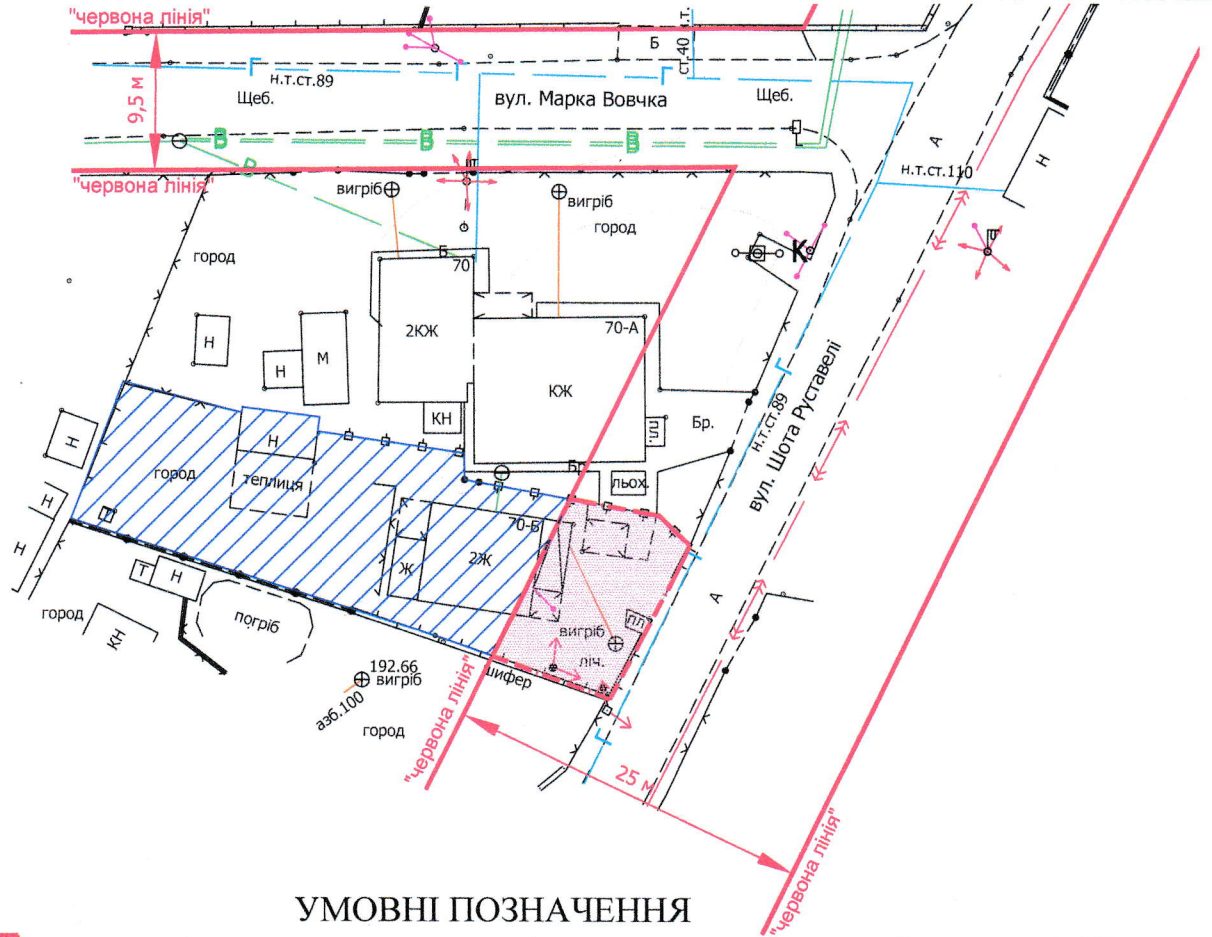 "червона лінія"
Б
ст.40 н.т.
Г
н.т.ст.89
Г
Г
Щеб.
вул. Марка Вовчка
Щеб.
9,5 м
В
В
В
В
А
Н
н.т.ст.110
"червона лінія"
вигріб
вигріб
город
город
Б
70
К
2КЖ
70-А
Н
Н
М
КЖ
КН
пл.
Бр.
Г
н.т.ст.89
вул. Шота Руставелі
Н
город
Н
теплиця
Бр.
льох.
Н
Н
Т
Н
70-Б
2Ж
Ж
пл.
А
вигріб
літ.
город
КН
погріб
192.66
вигріб
азб.100
город
шифер
Г
"червона лінія"
25 м
"червона лінія"
УМОВНІ ПОЗНАЧЕННЯ